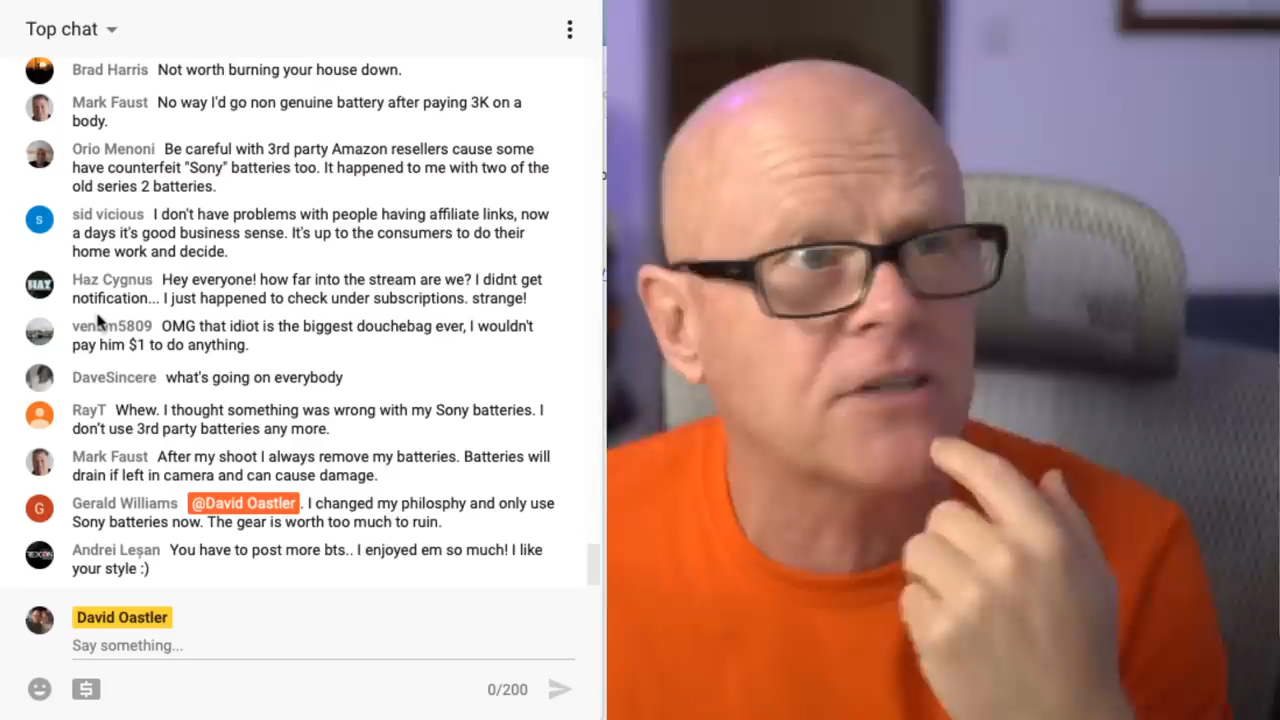 Top chat
Brad Harris Not worth burning your house down.
Mark Faust No way I'd go non genuine battery after paying 3K on a
body.
Orio Menoni Be careful with 3rd party Amazon resellers cause some
have counterfeit "Sony" batteries too. It happened to me with two of the
old series 2 batteries.
S
sid vicious I don't have problems with people having affiliate links, now
a days it's good business sense. It's up to the consumers to do their
home work and decide.
HAZ
Haz Cygnus Hey everyone! how far into the stream are we? I didnt get
notification... I just happened to check under subscriptions. strange!
venom5809 OMG that idiot is the biggest douchebag ever, I wouldn't
pay him $1 to do anything.
DaveSincere what's going on everybody
RayT Whew. I thought something was wrong with my Sony batteries. I
don't use 3rd party batteries any more.
Mark Faust After my shoot I always remove my batteries. Batteries will
drain if left in camera and can cause damage.
G
Gerald Williams @David Oastler. I changed my philosphy and only use
Sony batteries now. The gear is worth too much to ruin.
Andrei Leșan You have to post more bts.. I enjoyed em so much! I like
your style :)
David Oastler
Say something...
0/200